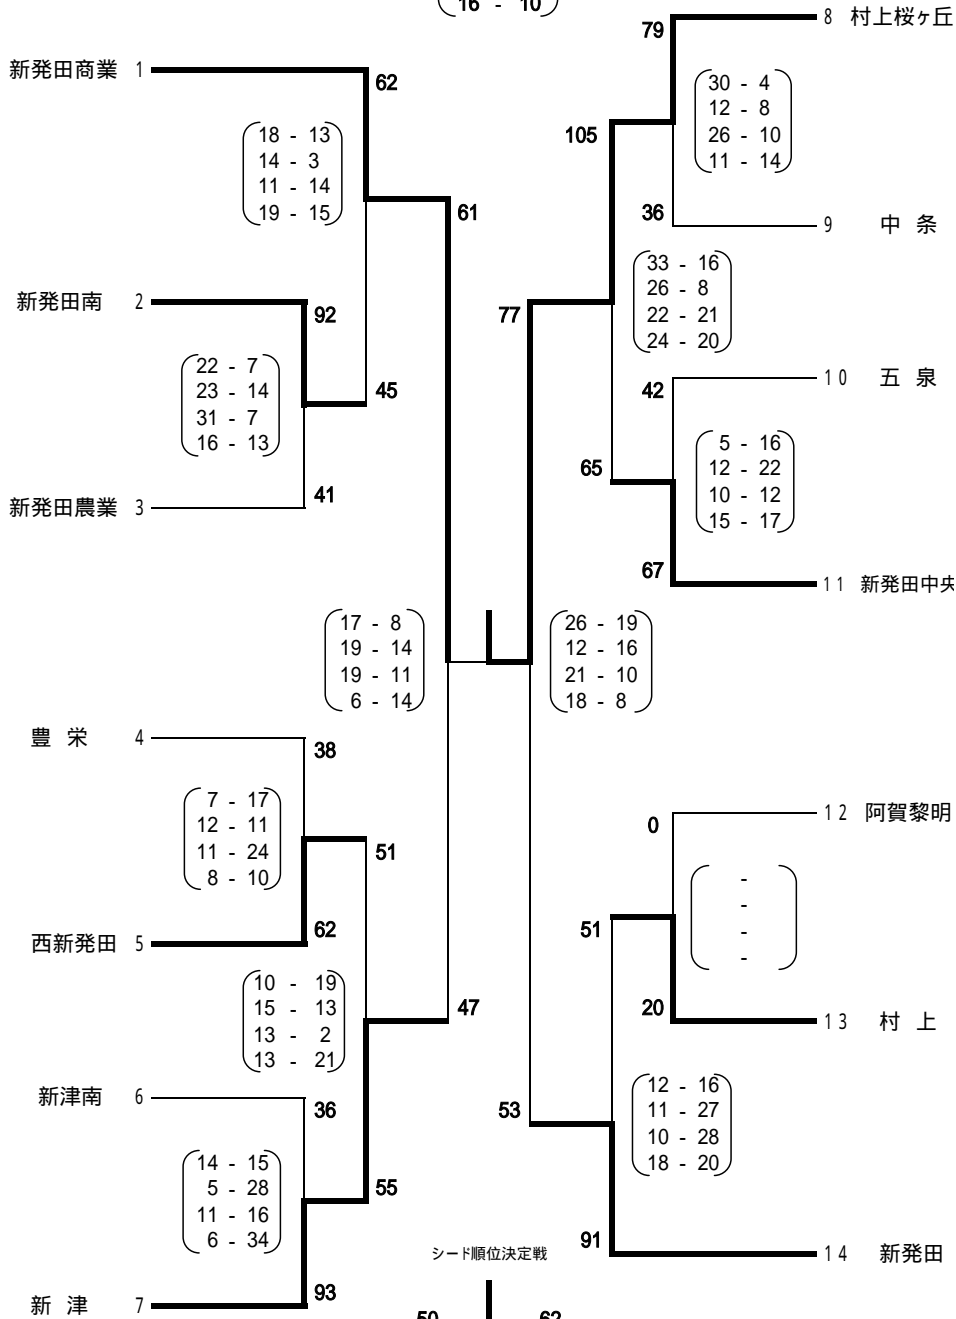 16 - 10
新発田商業 1
62
18 - 13
14 - 3
11 - 14
19 - 15
61
新発田南 2
92
22 - 7
23 - 14
31 - 7
16 - 13
45
新発田農業 3
41
17 - 8
19 - 14
19 - 11
6 - 14
豊 栄 4
38
7 - 17
12 - 11
11 - 24
8 - 10
51
西新発田 5
62
10 - 19
15 - 13
13 - 2
13 - 21
47
新津南 6
36
14 - 15
5 - 28
11 - 16
6 - 34
55
新 津 7
93
79
8 村上桜ヶ丘
30 - 4
12 - 8
26 - 10
11 - 14
105
36
9 中 条
33 - 16
26 - 8
22 - 21
24 - 20
77
42
10 五 泉
5 - 16
12 - 22
10 - 12
15 - 17
65
67
11 新発田中央
26 - 19
12 - 16
21 - 10
18 - 8
0
12 阿賀黎明
-
-
-
-
51
20
13 村 上
12 - 16
11 - 27
10 - 28
18 - 20
53
91
14 新発田
シード順位決定戦
50 62